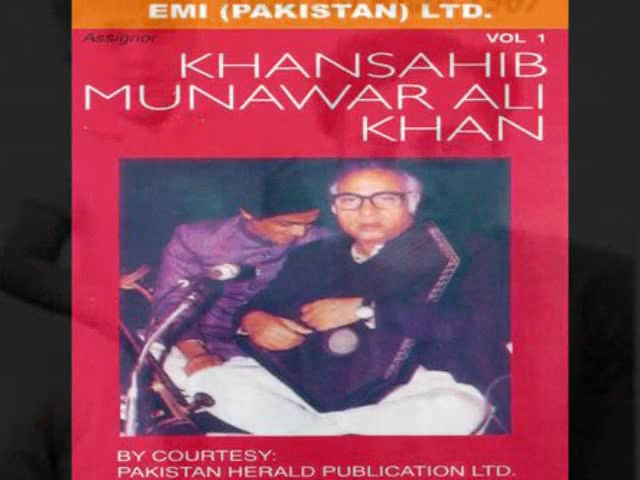 EMI (PAKISTAN) LTD.
Assignor
VOL 1
KHANSAHIB
MUNAWAR ALI
KHAN
BY COURTESY:
PAKISTAN HERALD PUBLICATION LTD.